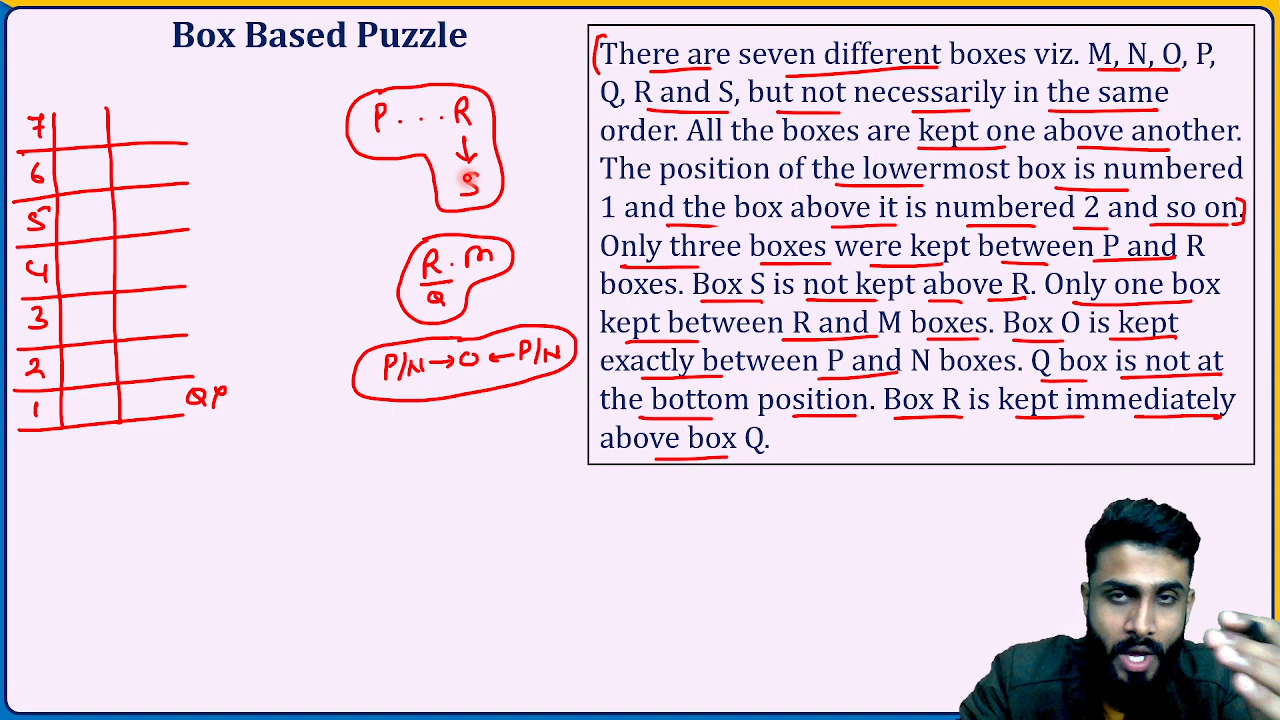 Box Based Puzzle
There are seven different boxes viz. M, N, O, P,
Q, R and S, but not necessarily in the same
order. All the boxes are kept one above another.
The position of the lowermost box is numbered
1 and the box above it is numbered 2 and so on.
Only three boxes were kept between P and R
boxes. Box S is not kept above R. Only one box
kept between R and M boxes. Box O is kept
exactly between P and N boxes. Q box is not at
the bottom position. Box R is kept immediately
above box Q.
7
6
5
4
3
2
1
P...R
↓
S
R.M
Q
P/N→O←P/N